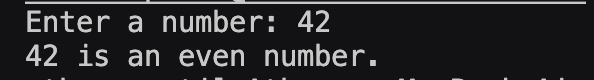 Enter a number: 42
42 is an even number.